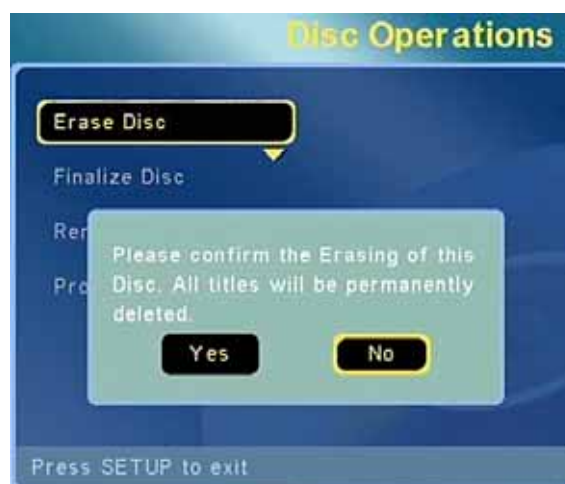 Disc Operations
Erase Disc
Finalize Disc
Please confirm the Erasing of this
Disc. All titles will be permanently
deleted.
Yes No
Press SETUP to exit